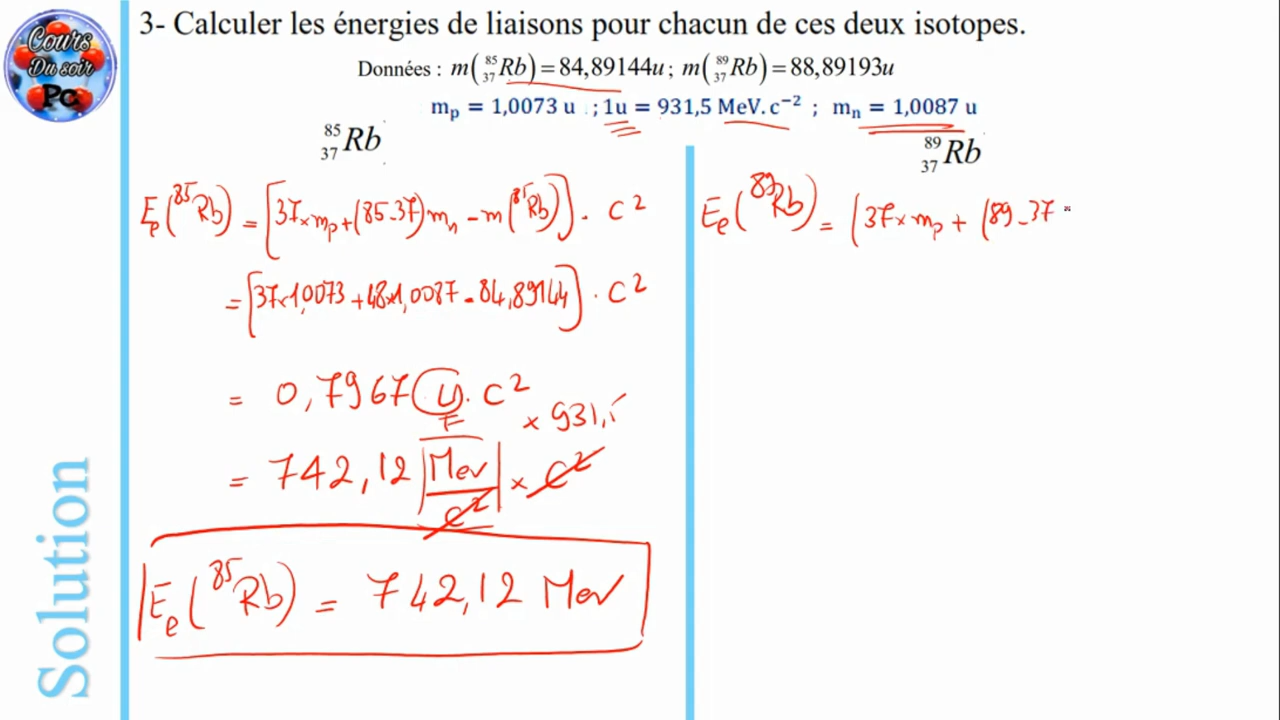 Cours
Du soir
PC
3- Calculer les énergies de liaisons pour chacun de ces deux isotopes.
Données : m(⁸⁵₃₇Rb)=84,89144u ; m(⁸⁹₃₇Rb)=88,89193u
mₚ = 1,0073 u ; 1u = 931,5 MeV.c⁻² ; mₙ = 1,0087 u
⁸⁵₃₇Rb
Eₑ(⁸⁵Rb) = [37×mₚ+(85-37)mₙ - m(⁸⁵Rb)] . C²
= [37×1,0073 +48×1,0087 - 84,89144] . C²
= 0,7967 u . C²
× 931,5
= 742,12 Mev/C² × C²
Eₑ(⁸⁵Rb) = 742,12 Mev
⁸⁹₃₇Rb
Eₑ(⁸⁹Rb) = (37× mₚ + (89-37
Solution